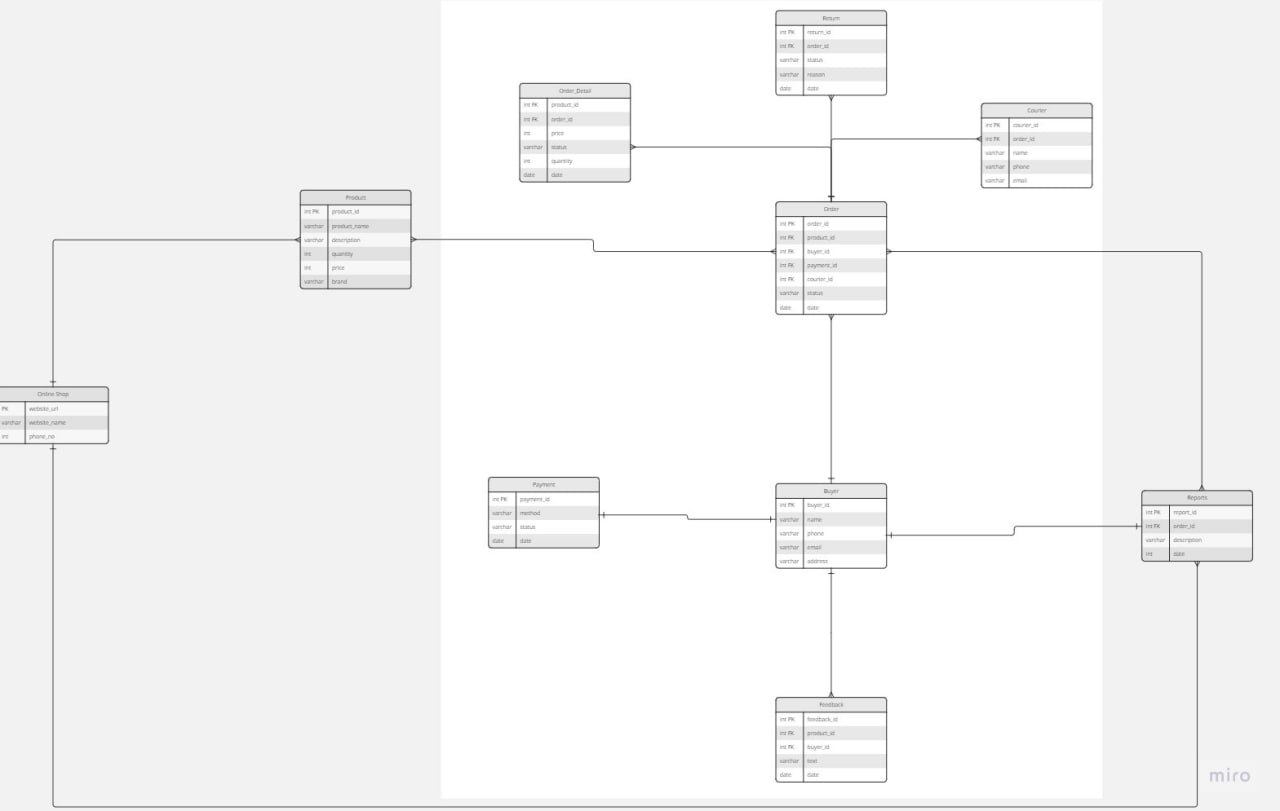 Return
int PK return_id
int FK order_id
varchar status
varchar reason
date date
Order_Detail
int FK product_id
int FK order_id
int price
varchar status
int quantity
date date
Courier
int PK courier_id
int FK order_id
varchar name
varchar phone
varchar email
Product
int PK product_id
varchar product_name
varchar description
int quantity
int price
varchar brand
Order
int PK order_id
int FK product_id
int FK buyer_id
int FK payment_id
int FK courier_id
varchar status
date date
Online Shop
PK website_url
varchar website_name
int phone_no
Payment
int PK payment_id
varchar method
varchar status
date date
Buyer
int PK buyer_id
varchar name
varchar phone
varchar email
varchar address
Reports
int PK report_id
int FK order_id
varchar description
int date
Feedback
int PK feedback_id
int FK product_id
int FK buyer_id
varchar text
date date
miro